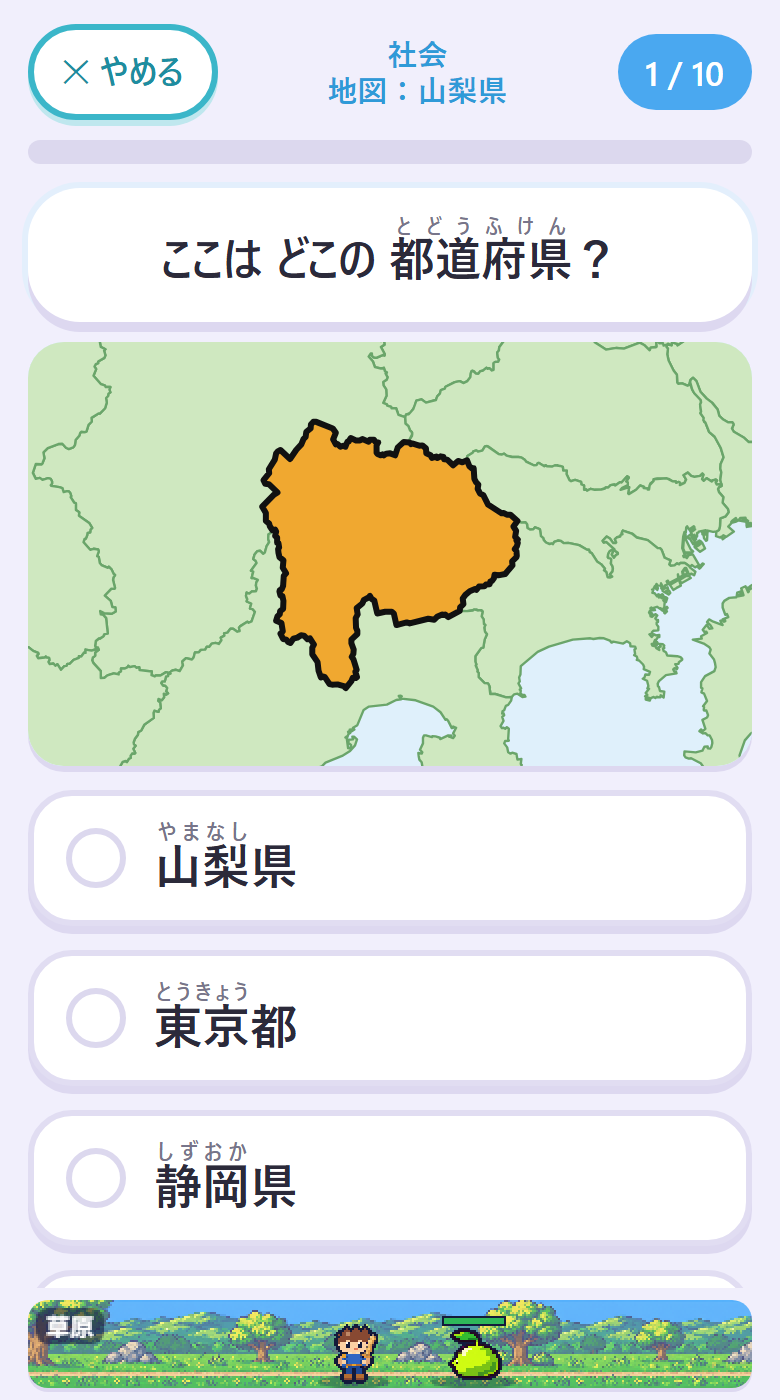 × やめる
社会
地図：山梨県
1 / 10
とどうふけん
ここは どこの 都道府県？
やまなし
山梨県
とうきょう
東京都
しずおか
静岡県
草原